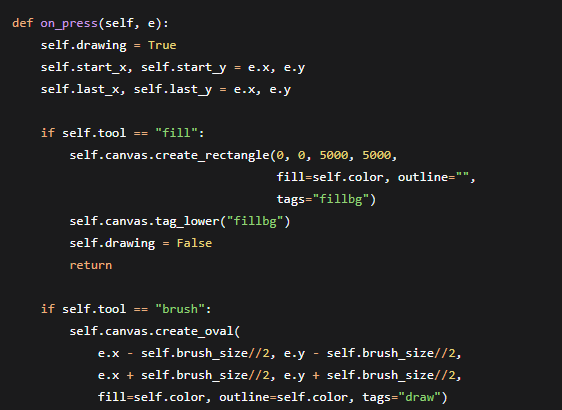 def on_press(self, e):
    self.drawing = True
    self.start_x, self.start_y = e.x, e.y
    self.last_x, self.last_y = e.x, e.y

    if self.tool == "fill":
        self.canvas.create_rectangle(0, 0, 5000, 5000,
                                     fill=self.color, outline="",
                                     tags="fillbg")
        self.canvas.tag_lower("fillbg")
        self.drawing = False
        return

    if self.tool == "brush":
        self.canvas.create_oval(
            e.x - self.brush_size//2, e.y - self.brush_size//2,
            e.x + self.brush_size//2, e.y + self.brush_size//2,
            fill=self.color, outline=self.color, tags="draw")